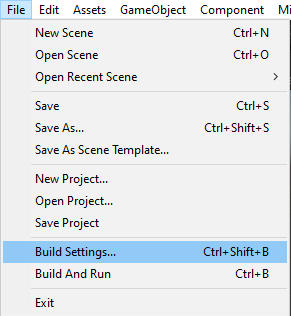 File Edit Assets GameObject Component Mi
New Scene Ctrl+N
Open Scene Ctrl+O
Open Recent Scene >
Save Ctrl+S
Save As... Ctrl+Shift+S
Save As Scene Template...
New Project...
Open Project...
Save Project
Build Settings... Ctrl+Shift+B
Build And Run Ctrl+B
Exit